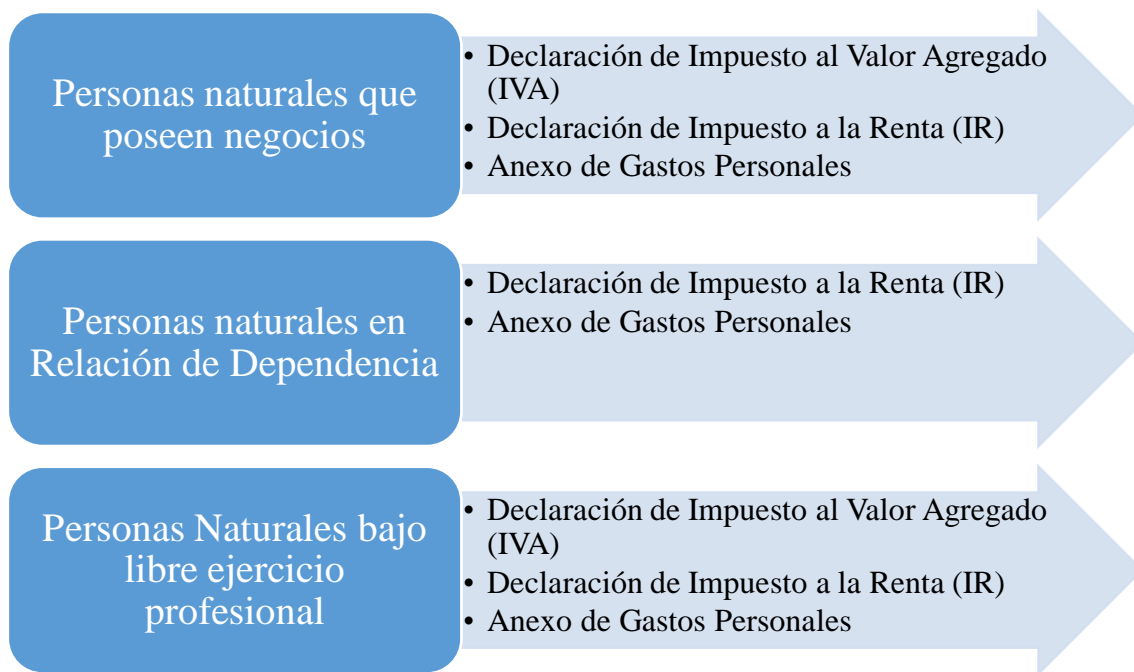 Personas naturales que
poseen negocios
• Declaración de Impuesto al Valor Agregado
(IVA)
• Declaración de Impuesto a la Renta (IR)
• Anexo de Gastos Personales
Personas naturales en
Relación de Dependencia
• Declaración de Impuesto a la Renta (IR)
• Anexo de Gastos Personales
Personas Naturales bajo
libre ejercicio
profesional
• Declaración de Impuesto al Valor Agregado
(IVA)
• Declaración de Impuesto a la Renta (IR)
• Anexo de Gastos Personales